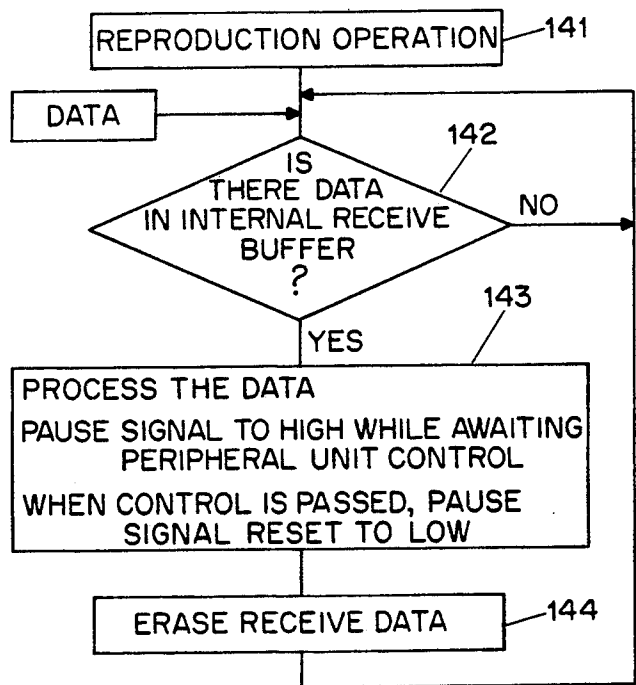 REPRODUCTION OPERATION
141
DATA
142
IS
THERE DATA
IN INTERNAL RECEIVE
BUFFER
?
NO
YES
143
PROCESS THE DATA
PAUSE SIGNAL TO HIGH WHILE AWAITING
PERIPHERAL UNIT CONTROL
WHEN CONTROL IS PASSED, PAUSE
SIGNAL RESET TO LOW
ERASE RECEIVE DATA
144